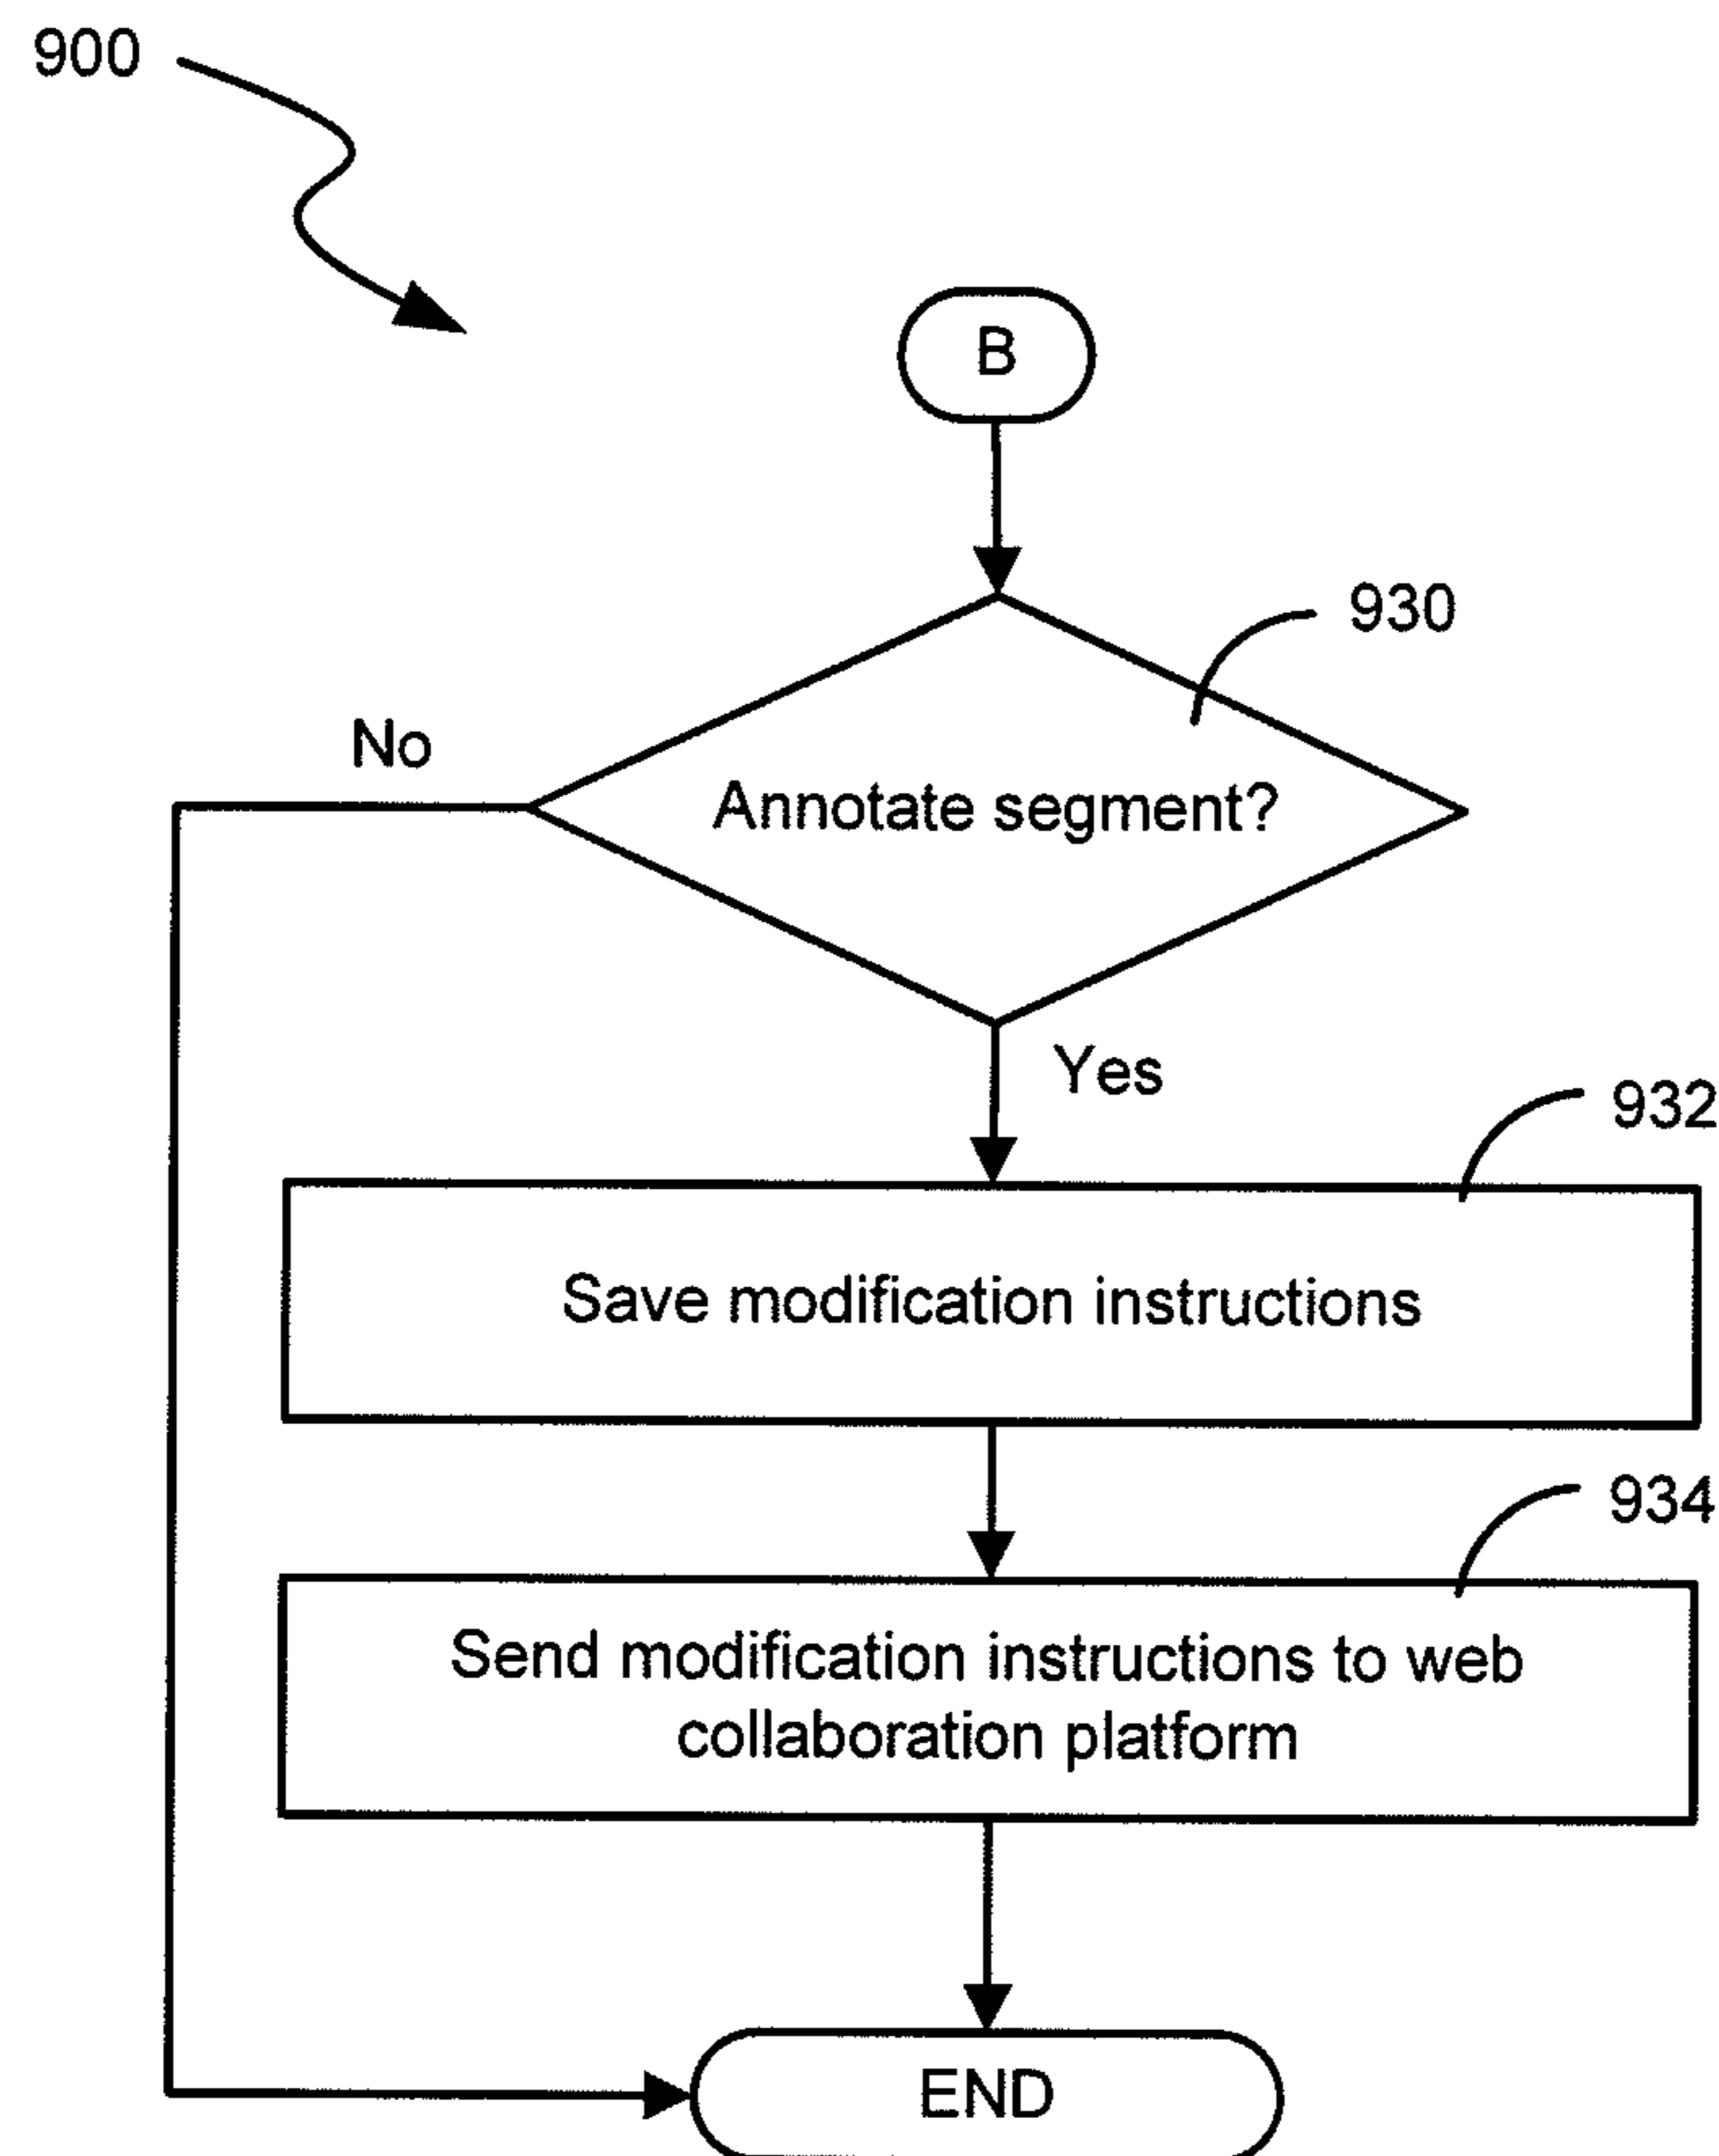 900
B
930
Annotate segment?
No
Yes
932
Save modification instructions
934
Send modification instructions to web
collaboration platform
END